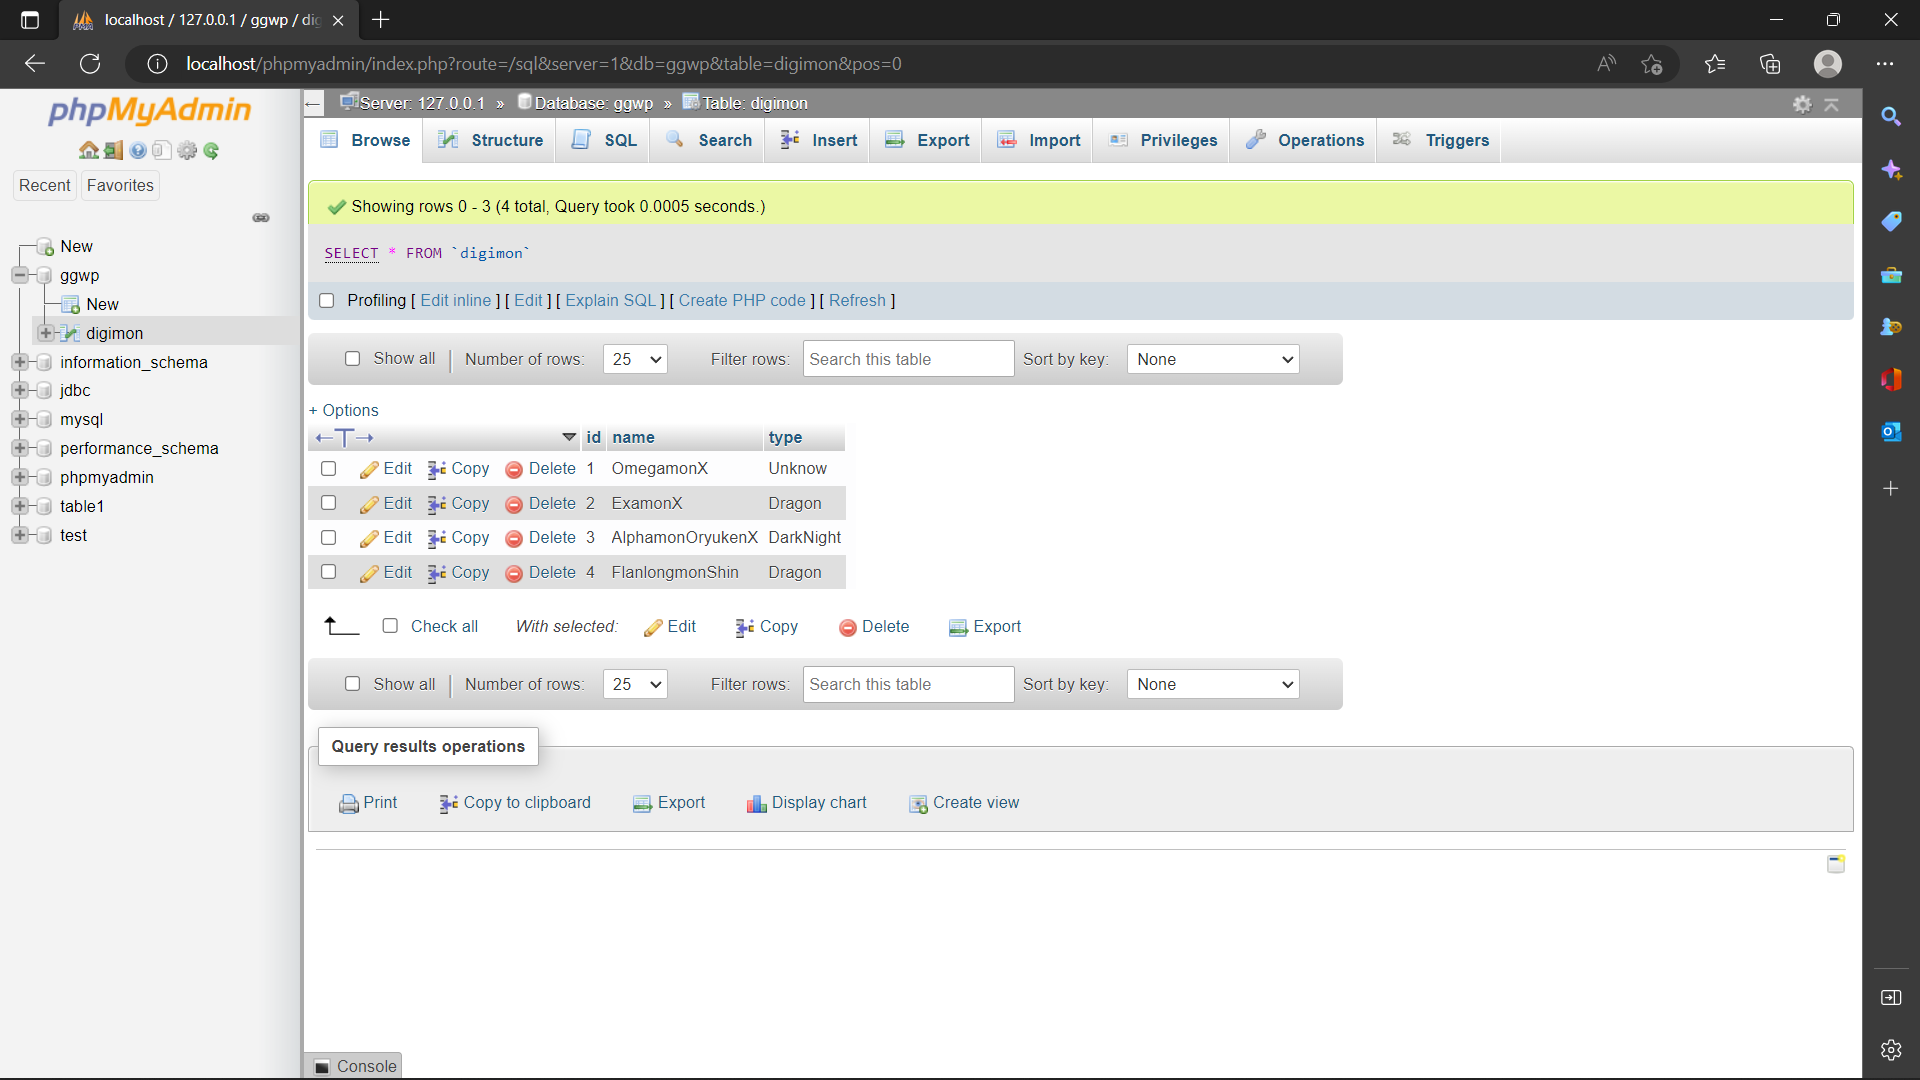 localhost / 127.0.0.1 / ggwp / dig
localhost/phpmyadmin/index.php?route=/sql&server=1&db=ggwp&table=digimon&pos=0
phpMyAdmin
Recent Favorites
New
ggwp
New
digimon
information_schema
jdbc
mysql
performance_schema
phpmyadmin
table1
test
Server: 127.0.0.1 » Database: ggwp » Table: digimon
Browse Structure SQL Search Insert Export Import Privileges Operations Triggers
Showing rows 0 - 3 (4 total, Query took 0.0005 seconds.)
SELECT * FROM `digimon`
Profiling [ Edit inline ] [ Edit ] [ Explain SQL ] [ Create PHP code ] [ Refresh ]
Show all | Number of rows: 25 Filter rows: Search this table Sort by key: None
+ Options
←T→ id name type
Edit Copy Delete 1 OmegamonX Unknow
Edit Copy Delete 2 ExamonX Dragon
Edit Copy Delete 3 AlphamonOryukenX DarkNight
Edit Copy Delete 4 FlanlongmonShin Dragon
Check all With selected: Edit Copy Delete Export
Show all | Number of rows: 25 Filter rows: Search this table Sort by key: None
Query results operations
Print Copy to clipboard Export Display chart Create view
Console